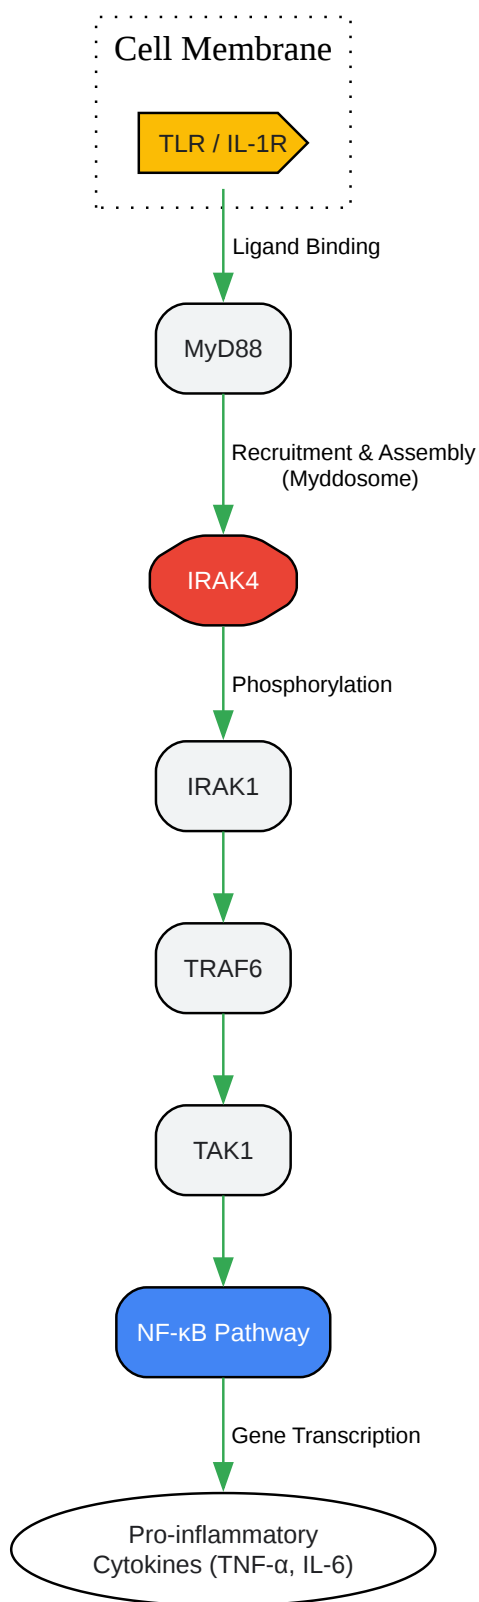 Cell Membrane
TLR / IL-1R
Ligand Binding
MyD88
Recruitment & Assembly
(Myddosome)
IRAK4
Phosphorylation
IRAK1
TRAF6
TAK1
NF-κB Pathway
Gene Transcription
Pro-inflammatory
Cytokines (TNF-α, IL-6)